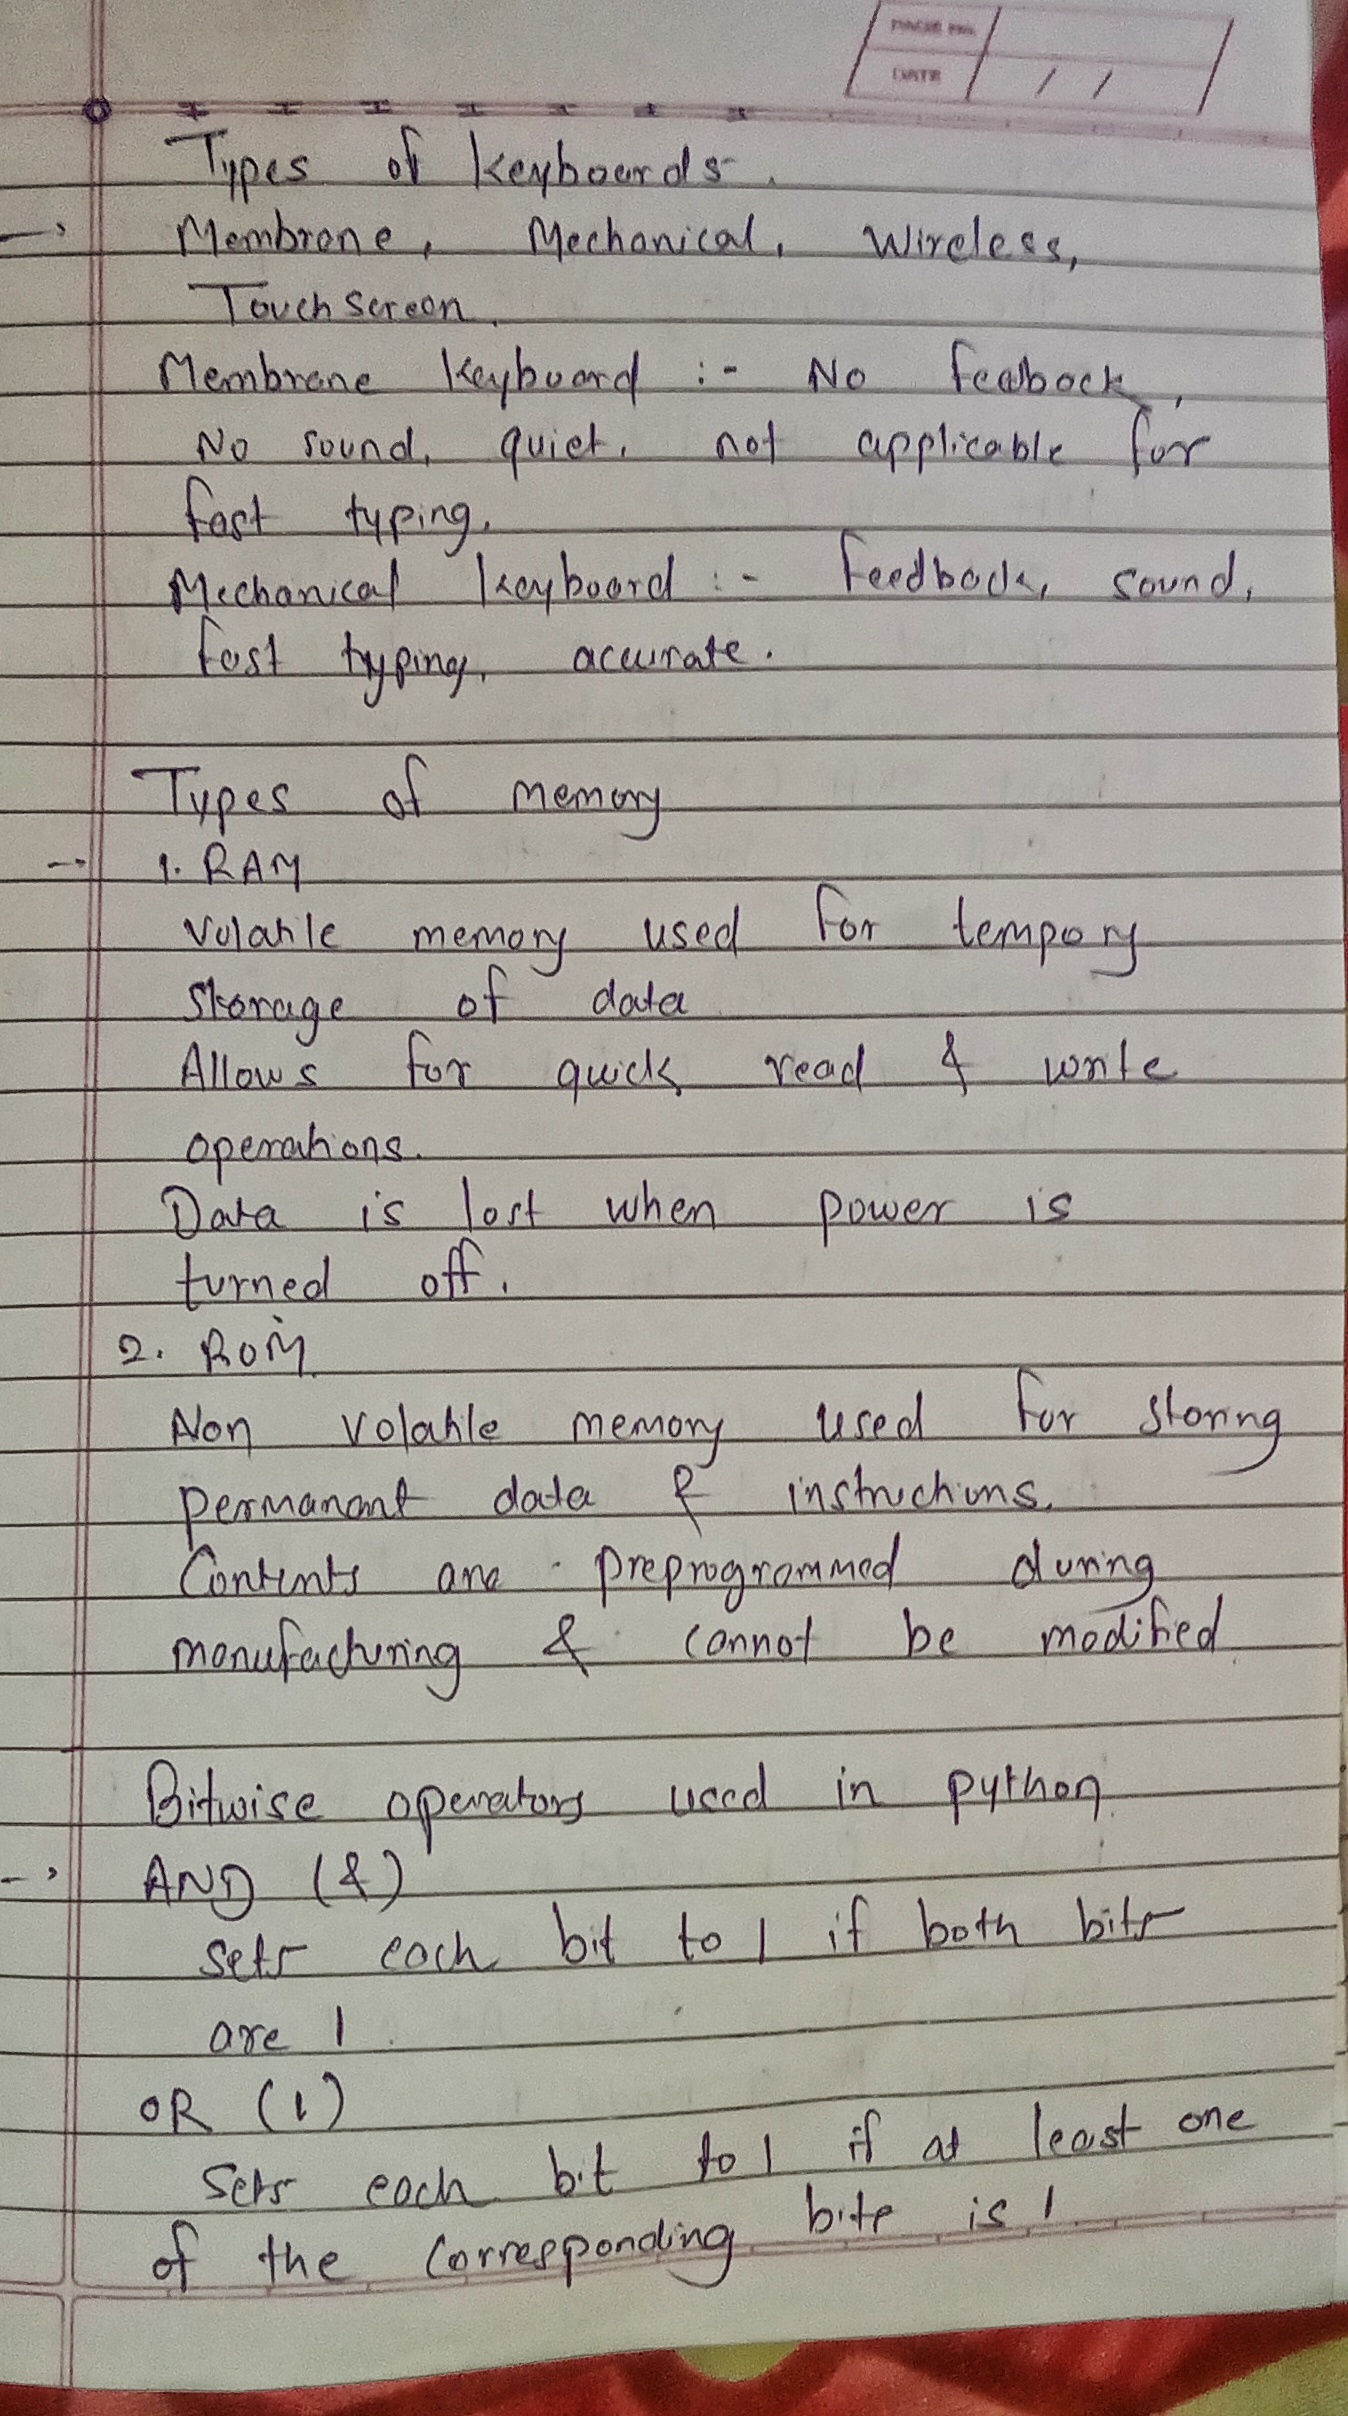 PAGE No.
DATE / /
Types of keyboards.
→ Membrane, Mechanical, Wireless,
Touch screen.
Membrane keyboard :- No feedback,
No sound, quiet, not applicable for
fast typing.
Mechanical keyboard :- feedback, sound,
fast typing, accurate.
Types of memory
→ 1. RAM
Volatile memory used for tempory
storage of data
Allows for quick read & write
operations.
Data is lost when power is
turned off.
2. ROM
Non volatile memory used for storing
permanant data & instructions.
Contents are preprogrammed during
manufacturing & cannot be modified
Bitwise operators used in python
→ AND (&)
sets each bit to 1 if both bits
are 1.
OR (|)
Sets each bit to 1 if at least one
of the corresponding bits is 1.